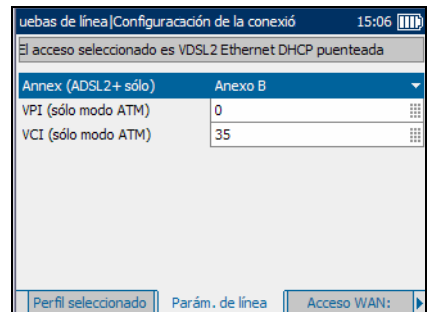 uebas de línea|Configuracación de la conexió 15:06
El acceso seleccionado es VDSL2 Ethernet DHCP puenteada
Annex (ADSL2+ sólo) Anexo B
VPI (sólo modo ATM) 0
VCI (sólo modo ATM) 35
Perfil seleccionado Parám. de línea Acceso WAN: